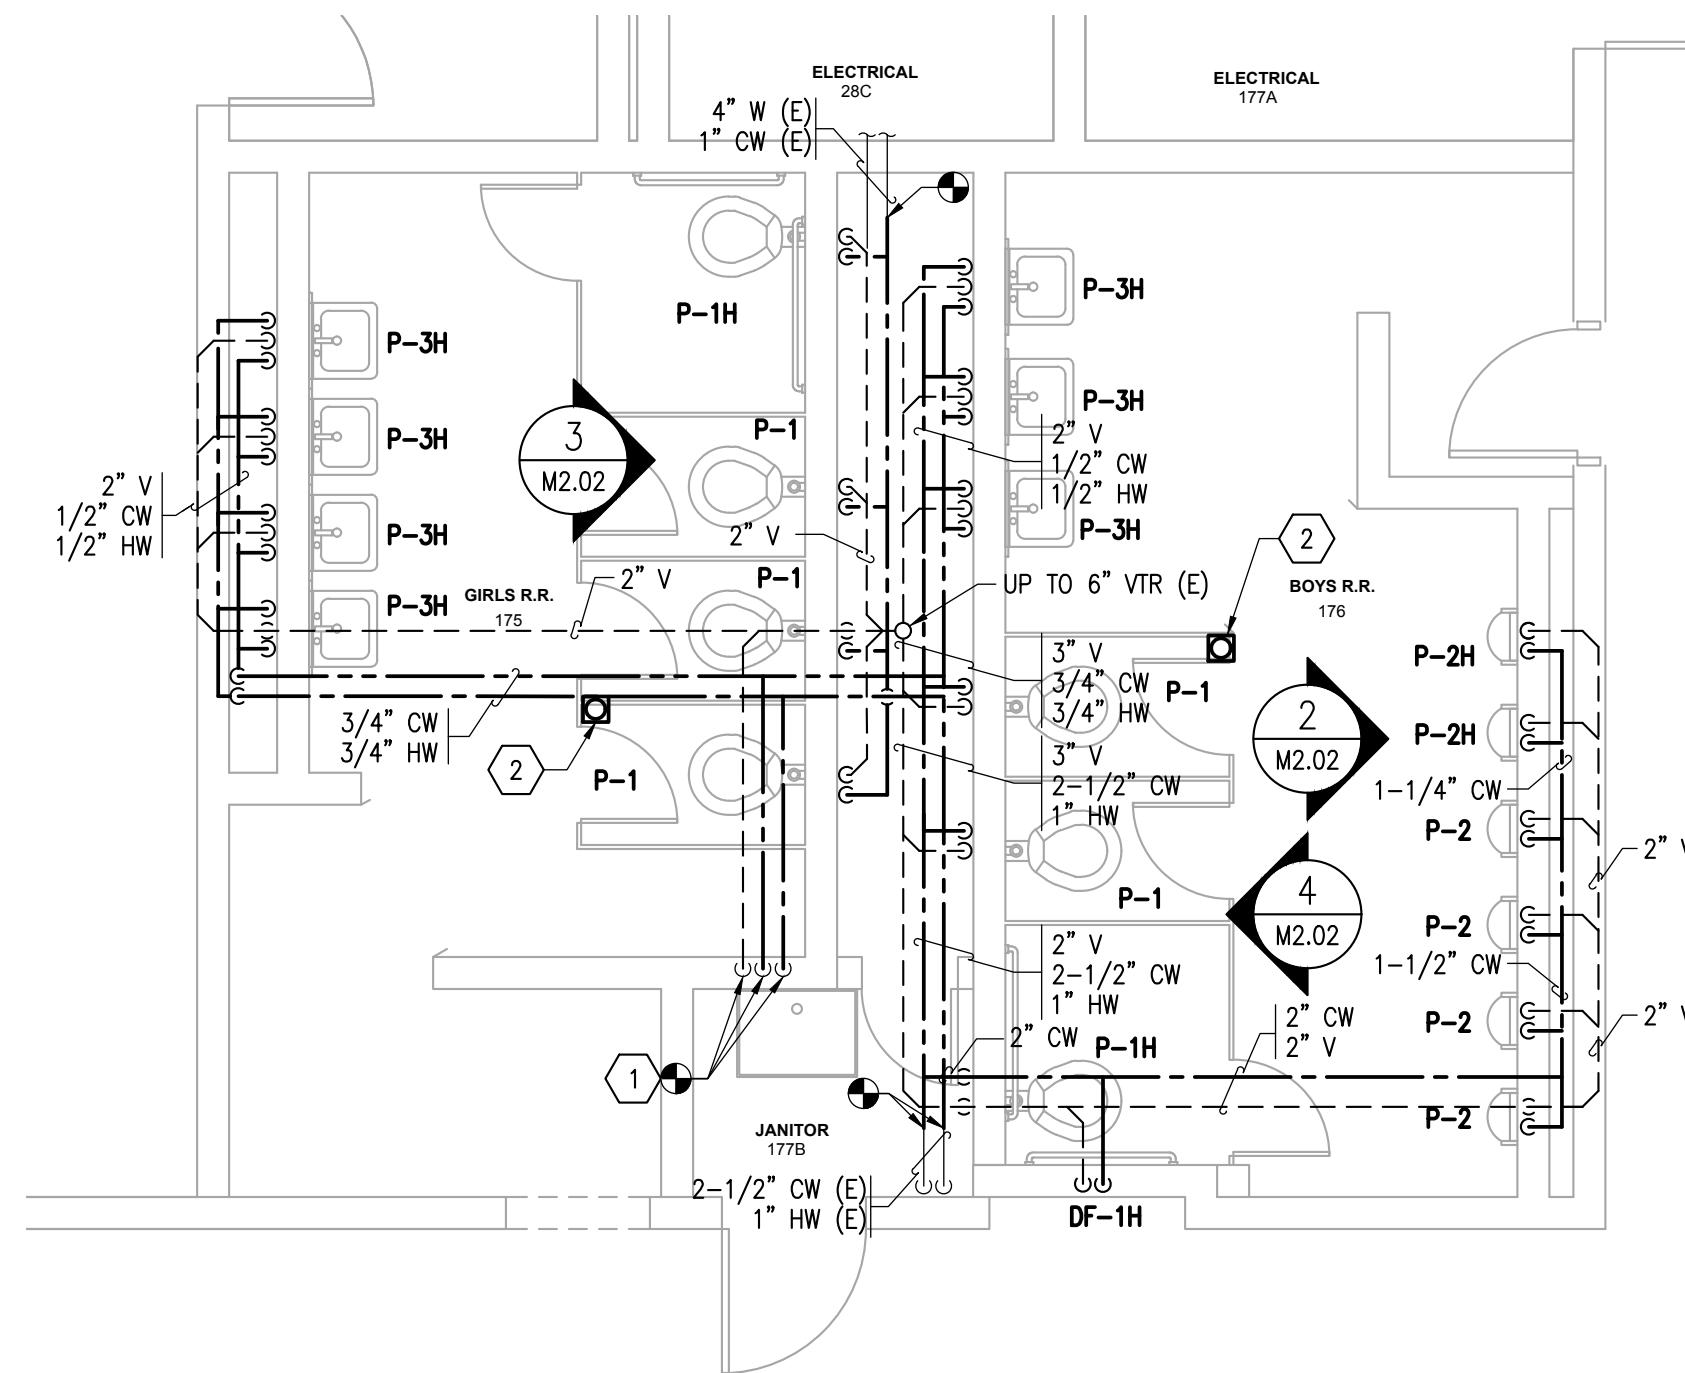 ELECTRICAL
28C
ELECTRICAL
177A
4” W (E)
1” CW (E)
P-3H
P-1H
P-3H
P-3H
P-1
2” V
1/2” CW
1/2” HW
3
M2.02
P-3H
2” V
1/2” CW
1/2” HW
P-3H
P-3H
2” V
2
P-1
2” V
UP TO 6” VTR (E)
BOYS R.R.
176
GIRLS R.R.
175
P-3H
3” V
3/4” CW
3/4” HW
P-1
P-2H
3/4” CW
3/4” HW
2
P-1
3” V
2-1/2” CW
1” HW
2
M2.02
P-2H
1-1/4” CW
P-2
2” V
P-1
4
M2.02
P-2
1-1/2” CW
2” V
2-1/2” CW
1” HW
2” CW
P-1H
2” CW
2” V
P-2
2” V
1
P-2
JANITOR
177B
2-1/2” CW (E)
1” HW (E)
DF-1H